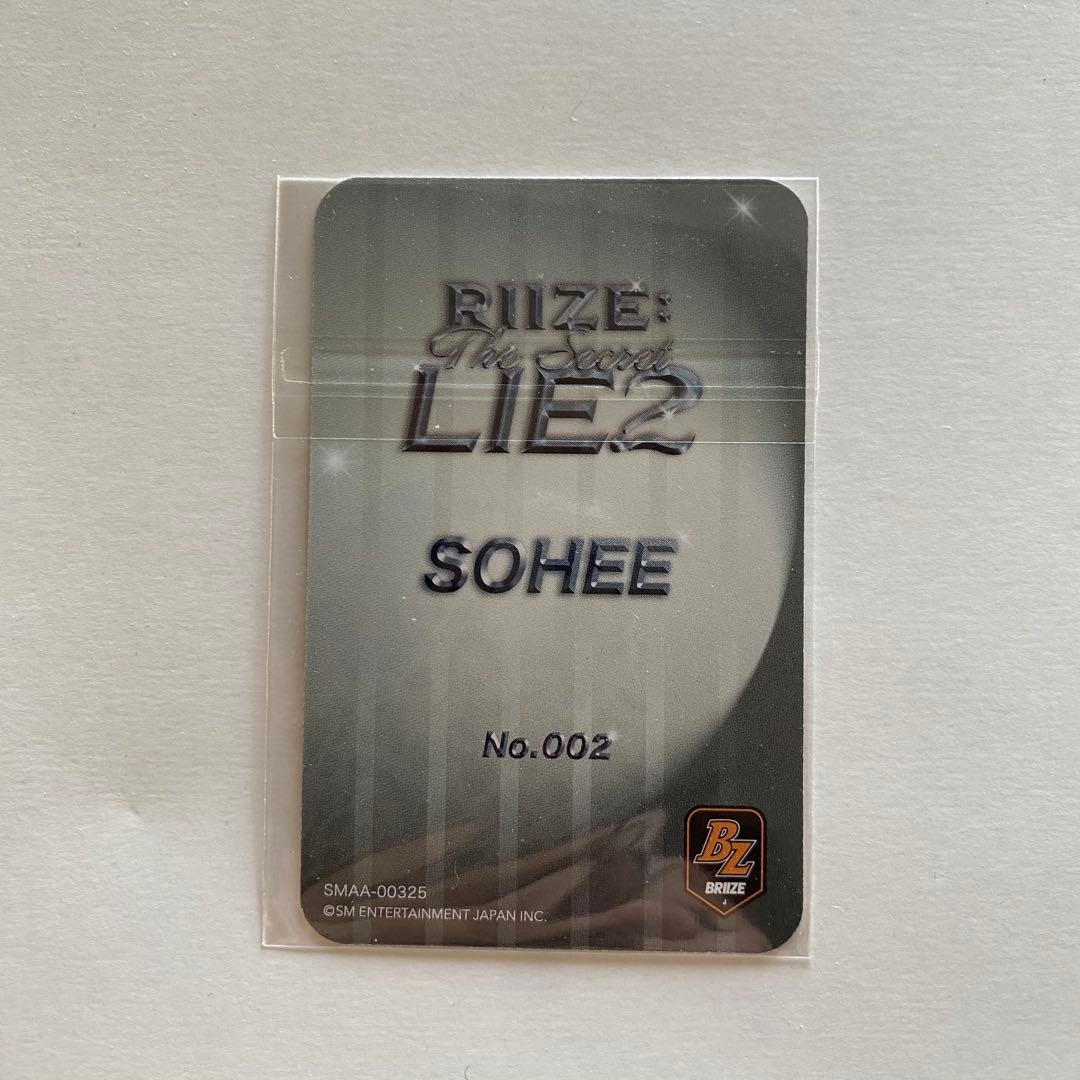 RIIZE:
The Secret
LIE2
SOHEE
No.002
BZ
BRIIZE
J
SMAA-00325
©SM ENTERTAINMENT JAPAN INC.